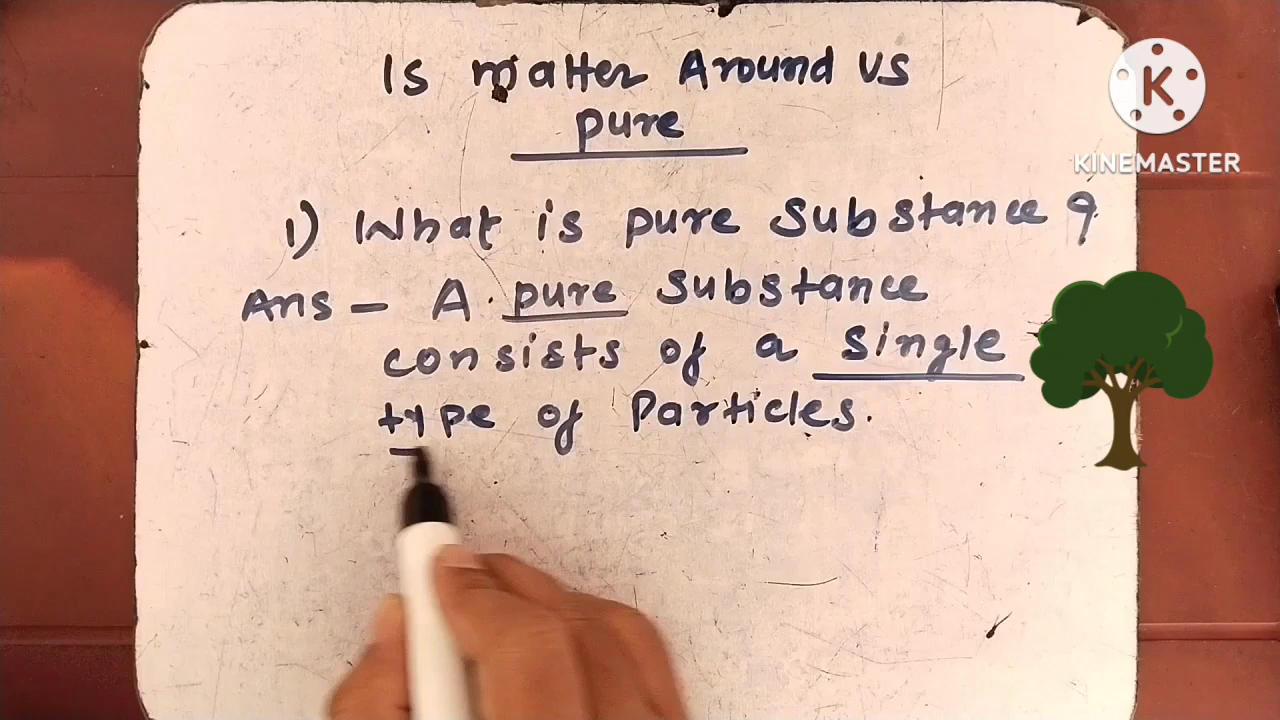 Is matter Around us
pure
K
KINEMASTER
1) What is pure Substance ?
Ans - A pure Substance
consists of a single
type of Particles.